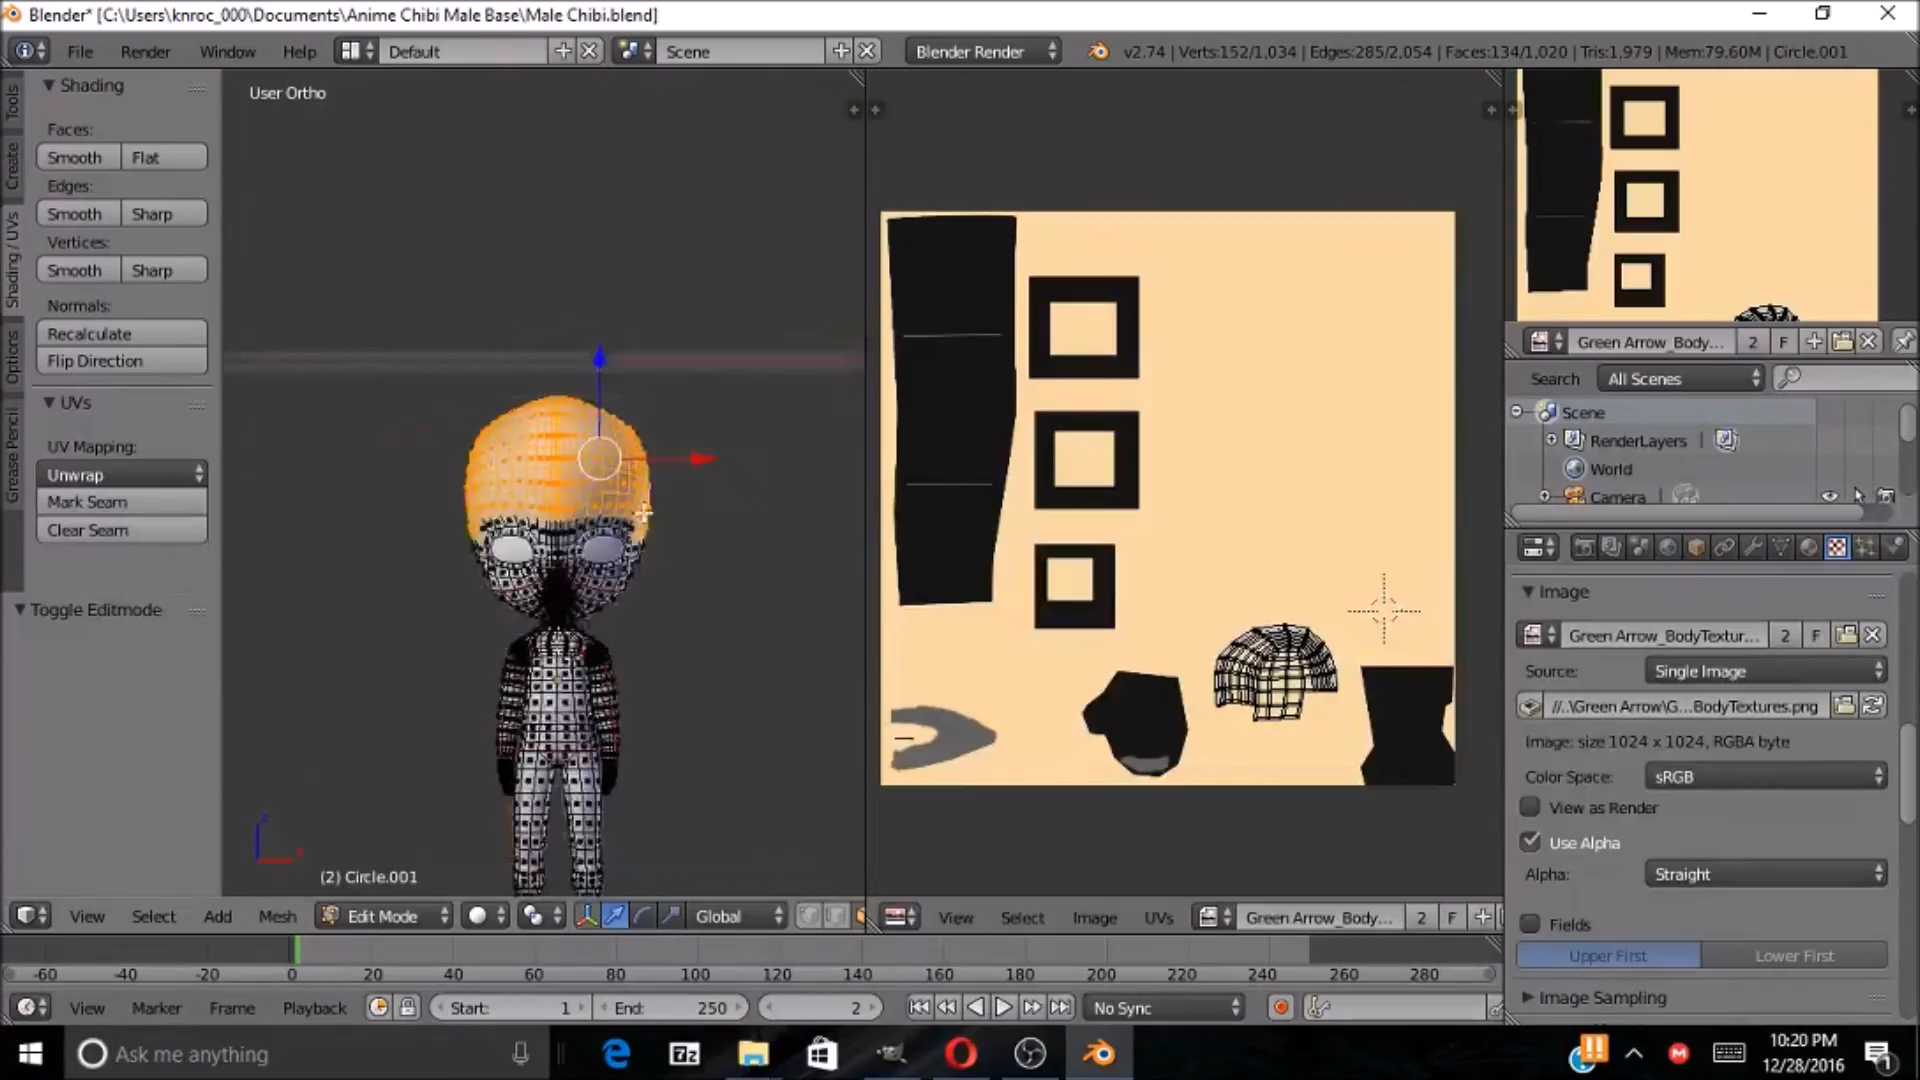 Blender* [C:\Users\knroc_000\Documents\Anime Chibi Male Base\Male Chibi.blend]
File Render Window Help Default Scene Blender Render v2.74 | Verts:152/1,034 | Edges:285/2,054 | Faces:134/1,020 | Tris:1,979 | Mem:79.60M | Circle.001
Tools
Create
Shading / UVs
Options
Grease Pencil
Shading
Faces:
Smooth Flat
Edges:
Smooth Sharp
Vertices:
Smooth Sharp
Normals:
Recalculate
Flip Direction
UVs
UV Mapping:
Unwrap
Mark Seam
Clear Seam
Toggle Editmode
User Ortho
(2) Circle.001
View Select Add Mesh Edit Mode Global
View Select Image UVs Green Arrow_Body... 2 F
Green Arrow_Body... 2 F
Search All Scenes
Scene
RenderLayers |
World
Camera
Image
Green Arrow_BodyTextur... 2 F
Source: Single Image
//..\Green Arrow\G...BodyTextures.png
Image: size 1024 x 1024, RGBA byte
Color Space: sRGB
View as Render
Use Alpha
Alpha: Straight
Fields
Upper First Lower First
Image Sampling
-60 -40 -20 0 20 40 60 80 100 120 140 160 180 200 220 240 260 280
View Marker Frame Playback Start: 1 End: 250 2 No Sync
Ask me anything
7z
10:20 PM
12/28/2016